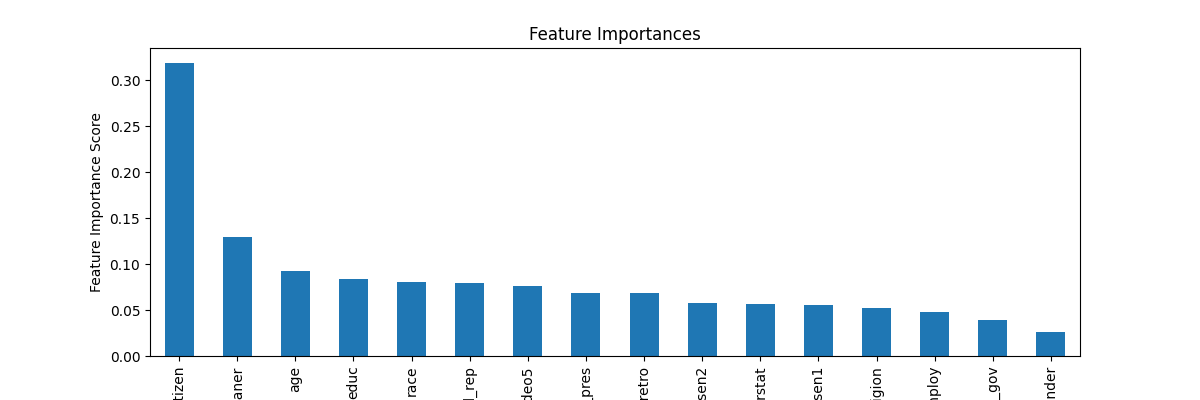 Feature Importances
Feature Importance Score
0.30
0.25
0.20
0.15
0.10
0.05
0.00
tizen
aner
age
educ
race
l_rep
deo5
_pres
retro
sen2
rstat
sen1
igion
nploy
_gov
nder